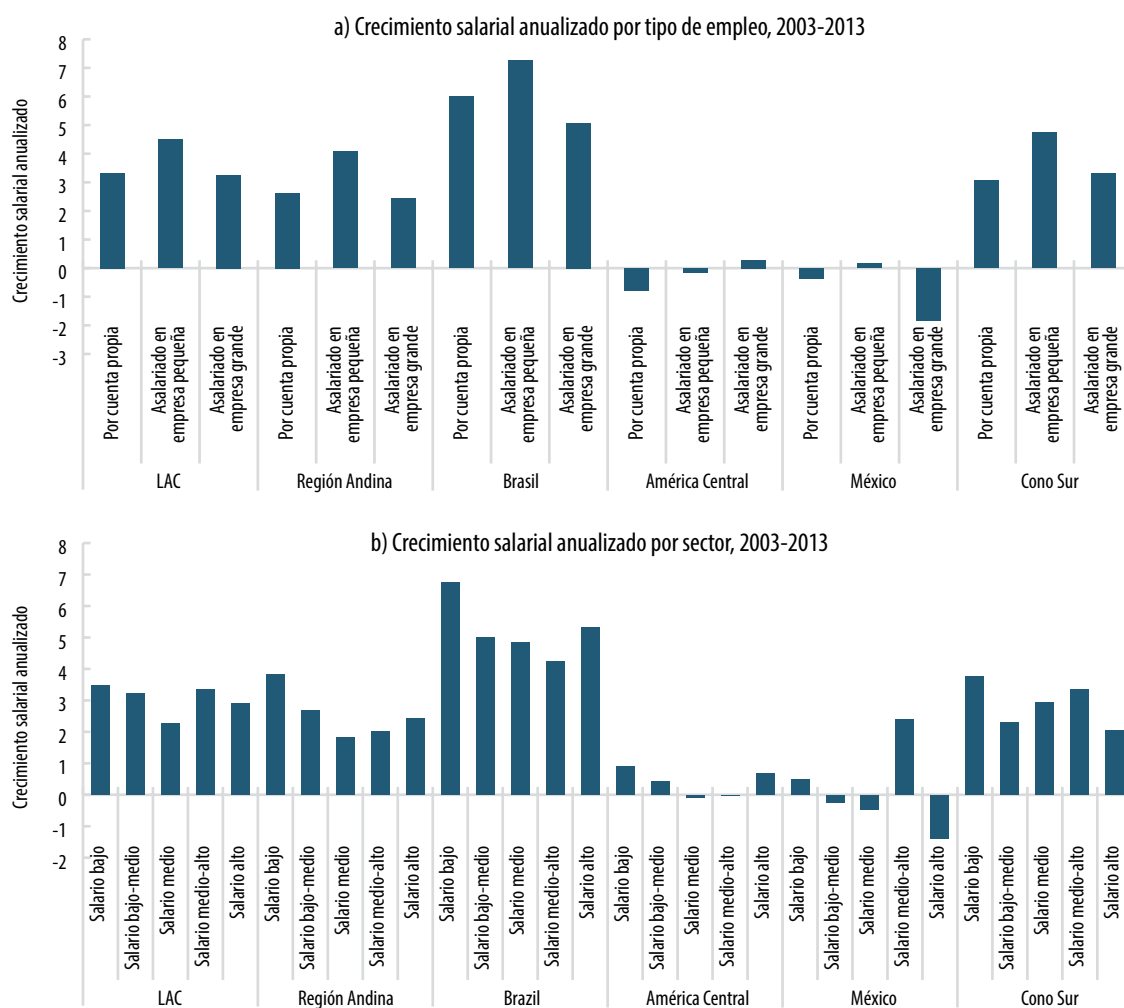 a) Crecimiento salarial anualizado por tipo de empleo, 2003-2013
Crecimiento salarial anualizado
8
7
6
5
4
3
2
1
0
-1
-2
-3
Por cuenta propia
Asalariado en
empresa pequeña
Asalariado en
empresa grande
Por cuenta propia
Asalariado en
empresa pequeña
Asalariado en
empresa grande
Por cuenta propia
Asalariado en
empresa pequeña
Asalariado en
empresa grande
Por cuenta propia
Asalariado en
empresa pequeña
Asalariado en
empresa grande
Por cuenta propia
Asalariado en
empresa pequeña
Asalariado en
empresa grande
Por cuenta propia
Asalariado en
empresa pequeña
Asalariado en
empresa grande
LAC Región Andina Brasil América Central México Cono Sur
b) Crecimiento salarial anualizado por sector, 2003-2013
Crecimiento salarial anualizado
8
7
6
5
4
3
2
1
0
-1
-2
Salario bajo
Salario bajo-medio
Salario medio
Salario medio-alto
Salario alto
Salario bajo
Salario bajo-medio
Salario medio
Salario medio-alto
Salario alto
Salario bajo
Salario bajo-medio
Salario medio
Salario medio-alto
Salario alto
Salario bajo
Salario bajo-medio
Salario medio
Salario medio-alto
Salario alto
Salario bajo
Salario bajo-medio
Salario medio
Salario medio-alto
Salario alto
Salario bajo
Salario bajo-medio
Salario medio
Salario medio-alto
Salario alto
LAC Región Andina Brazil América Central México Cono Sur